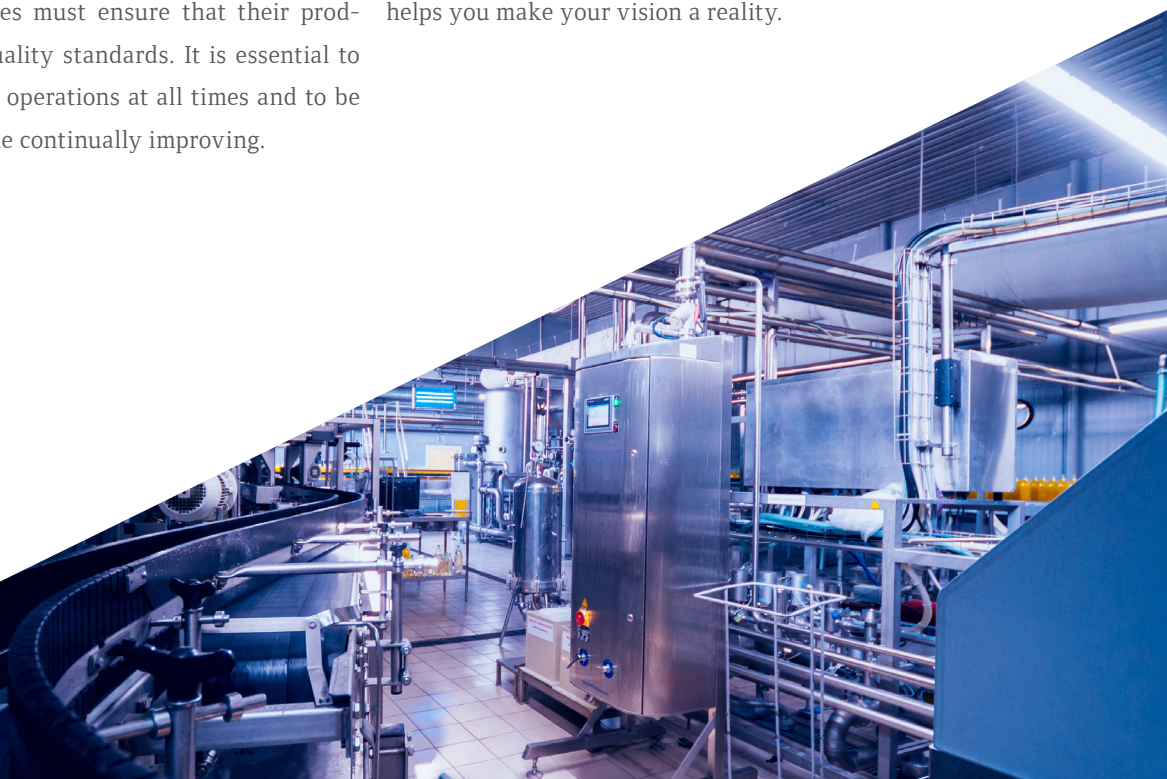 es must ensure that their prod-
uality standards. It is essential to
operations at all times and to be
e continually improving.
helps you make your vision a reality.